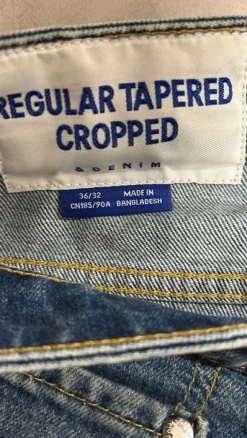 REGULAR TAPERED
CROPPED
& DENIM
36/32 MADE IN
CN185/90A BANGLADESH